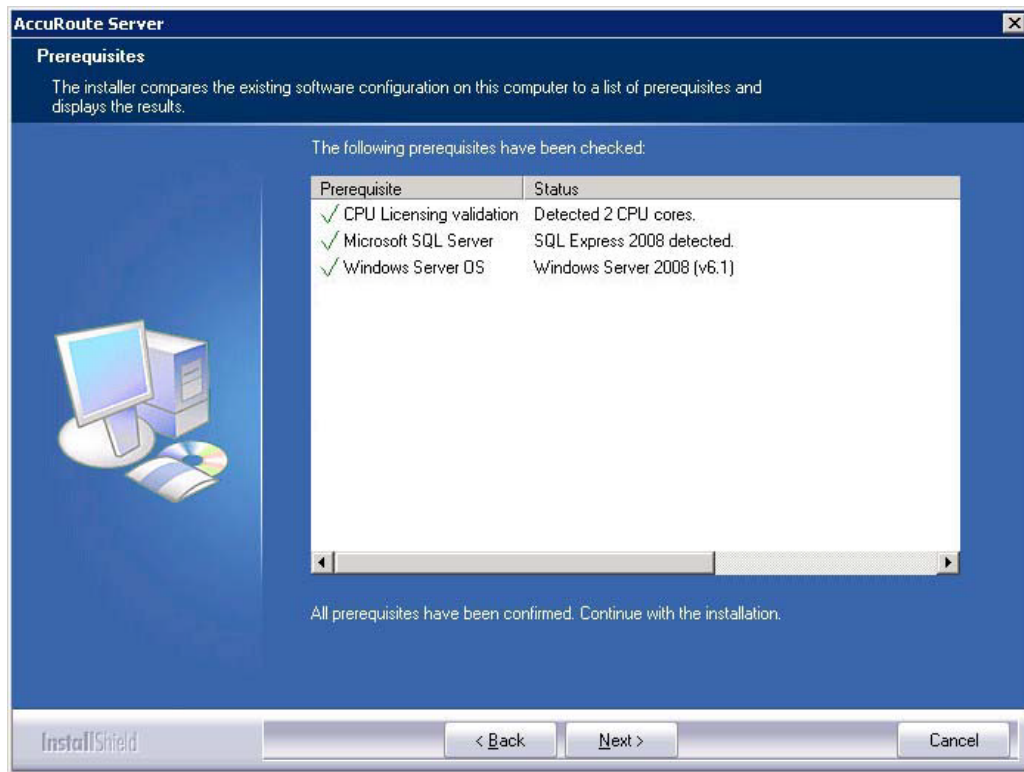 AccuRoute Server
Prerequisites
The installer compares the existing software configuration on this computer to a list of prerequisites and
displays the results.
The following prerequisites have been checked:
Prerequisite Status
CPU Licensing validation Detected 2 CPU cores.
Microsoft SQL Server SQL Express 2008 detected.
Windows Server OS Windows Server 2008 (v6.1)
All prerequisites have been confirmed. Continue with the installation.
InstallShield
< Back Next > Cancel